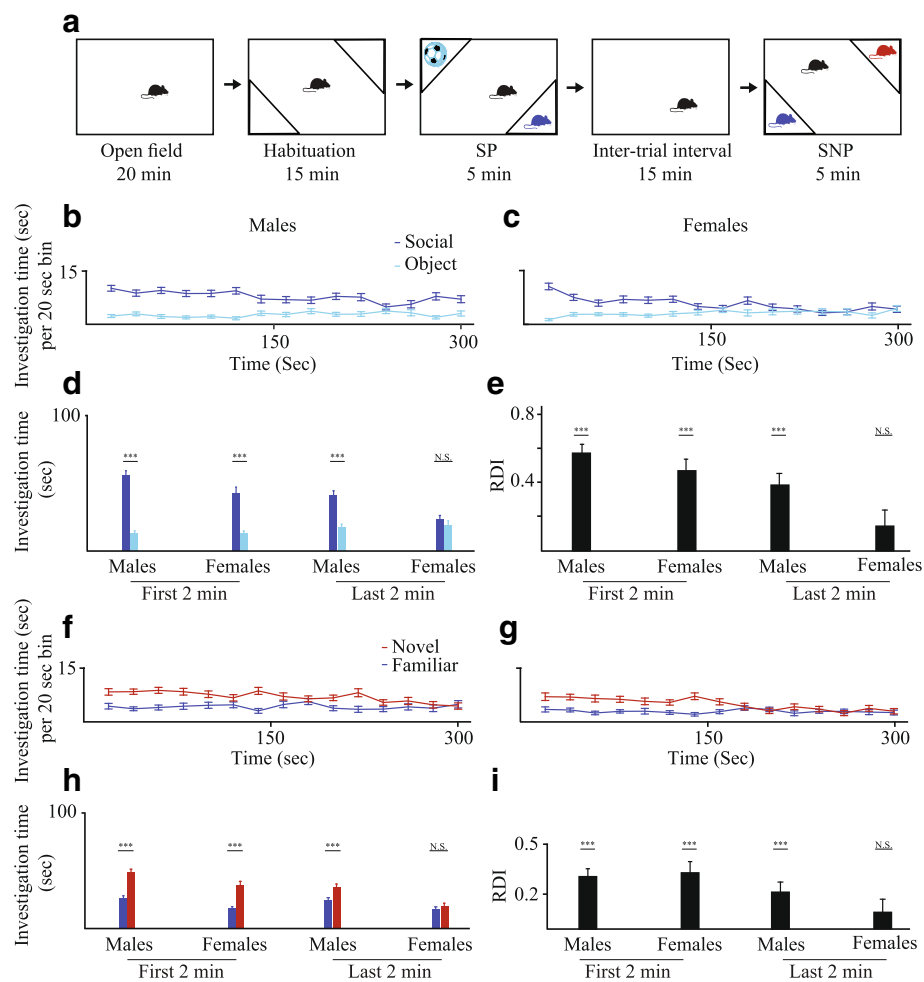 a
Open field
20 min
Habituation
15 min
SP
5 min
Inter-trial interval
15 min
SNP
5 min
b
Males
Social
Object
Investigation time (sec)
per 20 sec bin
15
150
300
Time (Sec)
c
Females
150
300
Time (Sec)
d
Investigation time
(sec)
100
***
***
***
N.S.
Males
Females
Males
Females
First 2 min
Last 2 min
e
RDI
0.8
0.4
***
***
***
N.S.
Males
Females
Males
Females
First 2 min
Last 2 min
f
Novel
Familiar
Investigation time (sec)
per 20 sec bin
15
150
300
Time (sec)
g
150
300
Time (Sec)
h
Investigation time
(sec)
100
***
***
***
N.S.
Males
Females
Males
Females
First 2 min
Last 2 min
i
RDI
0.5
0.2
***
***
***
N.S.
Males
Females
Males
Females
First 2 min
Last 2 min